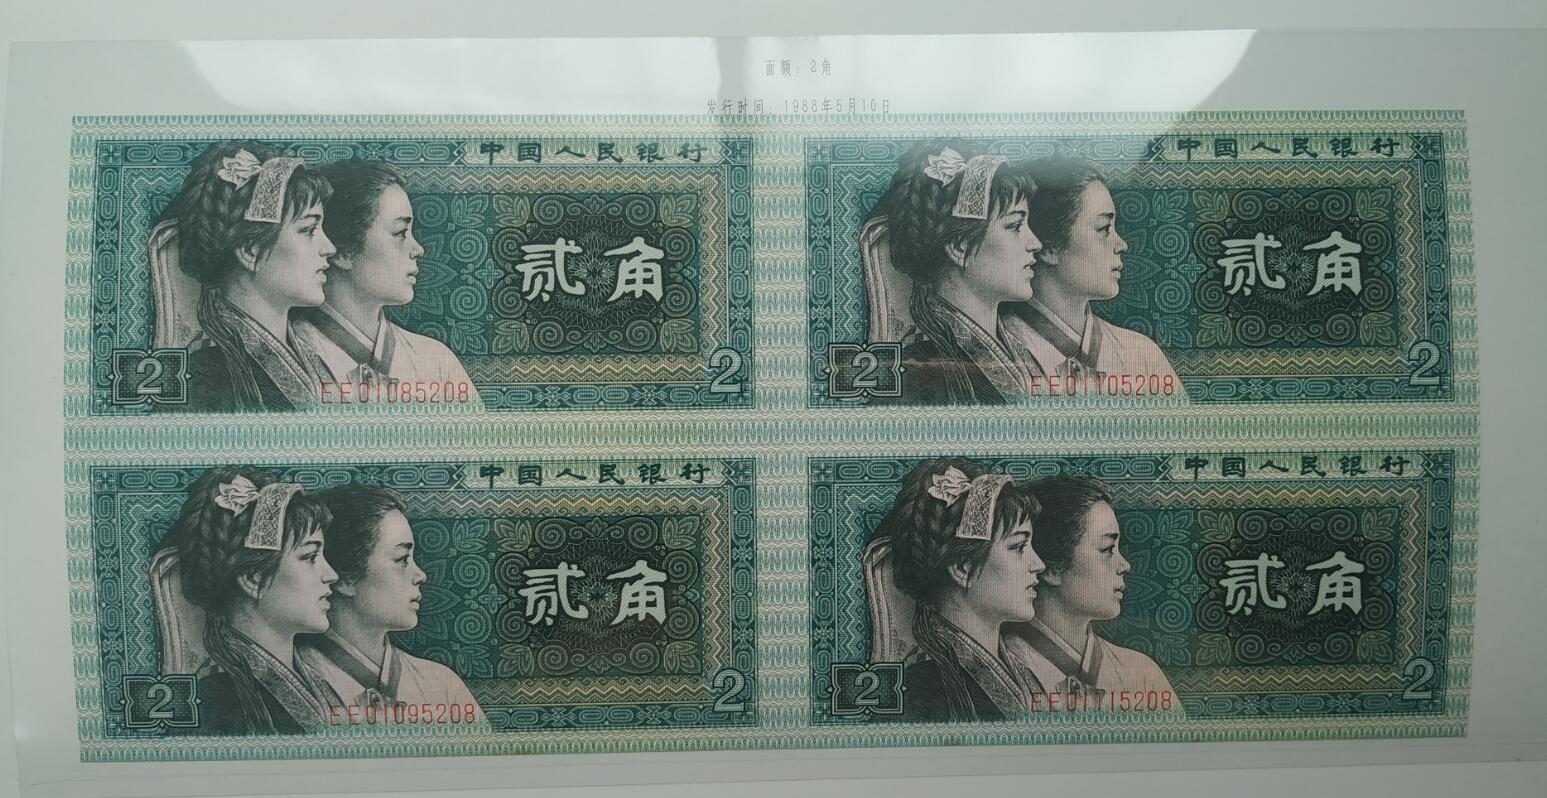 面额：2角
发行时间：1988年5月10日
中国人民银行
贰角
2
2
EE01085208
中国人民银行
贰角
2
2
EE01105208
中国人民银行
贰角
2
2
EE01095208
中国人民银行
贰角
2
2
EE01115208